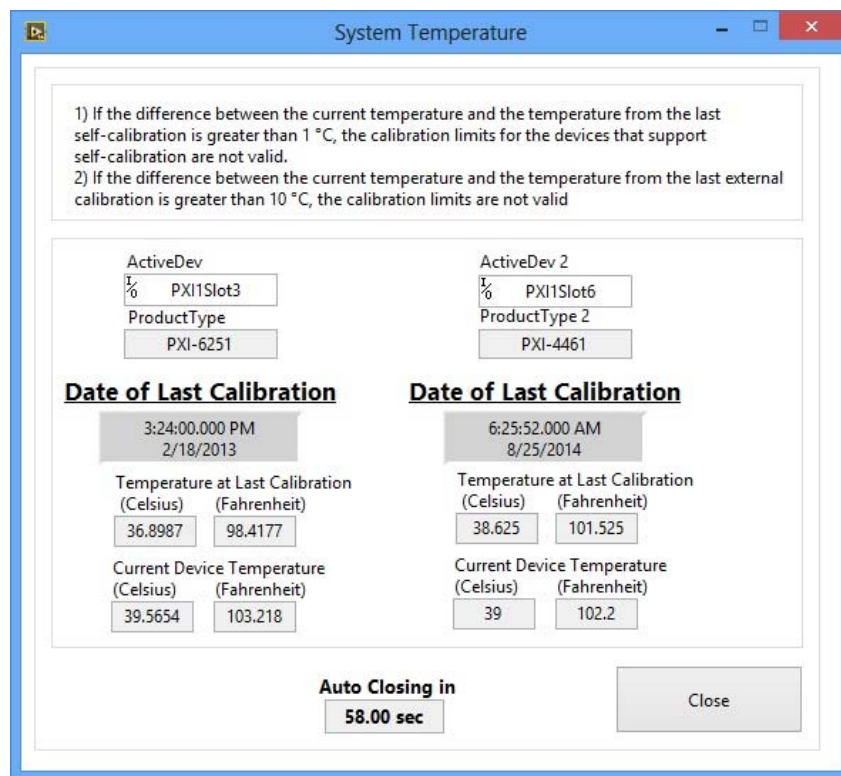 System Temperature
1) If the difference between the current temperature and the temperature from the last
self-calibration is greater than 1 °C, the calibration limits for the devices that support
self-calibration are not valid.
2) If the difference between the current temperature and the temperature from the last external
calibration is greater than 10 °C, the calibration limits are not valid
ActiveDev
I/O PXI1Slot3
ProductType
PXI-6251
Date of Last Calibration
3:24:00.000 PM
2/18/2013
Temperature at Last Calibration
(Celsius) (Fahrenheit)
36.8987 98.4177
Current Device Temperature
(Celsius) (Fahrenheit)
39.5654 103.218
ActiveDev 2
I/O PXI1Slot6
ProductType 2
PXI-4461
Date of Last Calibration
6:25:52.000 AM
8/25/2014
Temperature at Last Calibration
(Celsius) (Fahrenheit)
38.625 101.525
Current Device Temperature
(Celsius) (Fahrenheit)
39 102.2
Auto Closing in
58.00 sec
Close